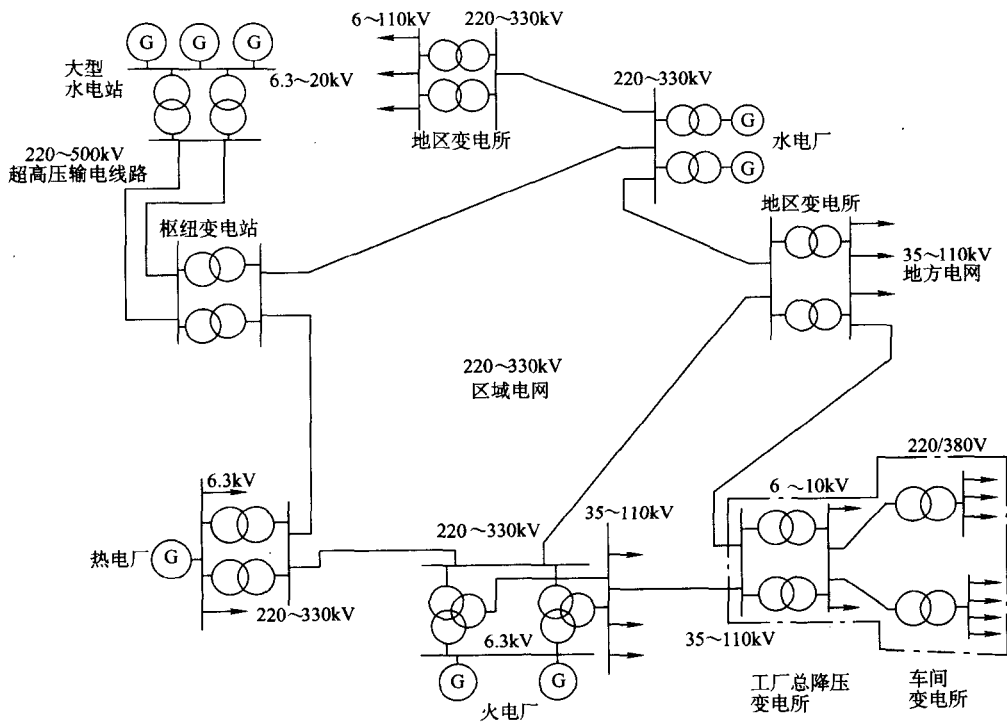 6～110kV
220～330kV
G
G
G
大型
水电站
6.3～20kV
地区变电所
220～330kV
G
G
水电厂
220～500kV
超高压输电线路
枢纽变电站
地区变电所
35～110kV
地方电网
220～330kV
区域电网
6.3kV
热电厂
G
220～330kV
220～330kV
35～110kV
6.3kV
G
G
火电厂
220/380V
6～10kV
35～110kV
工厂总降压
变电所
车间
变电所